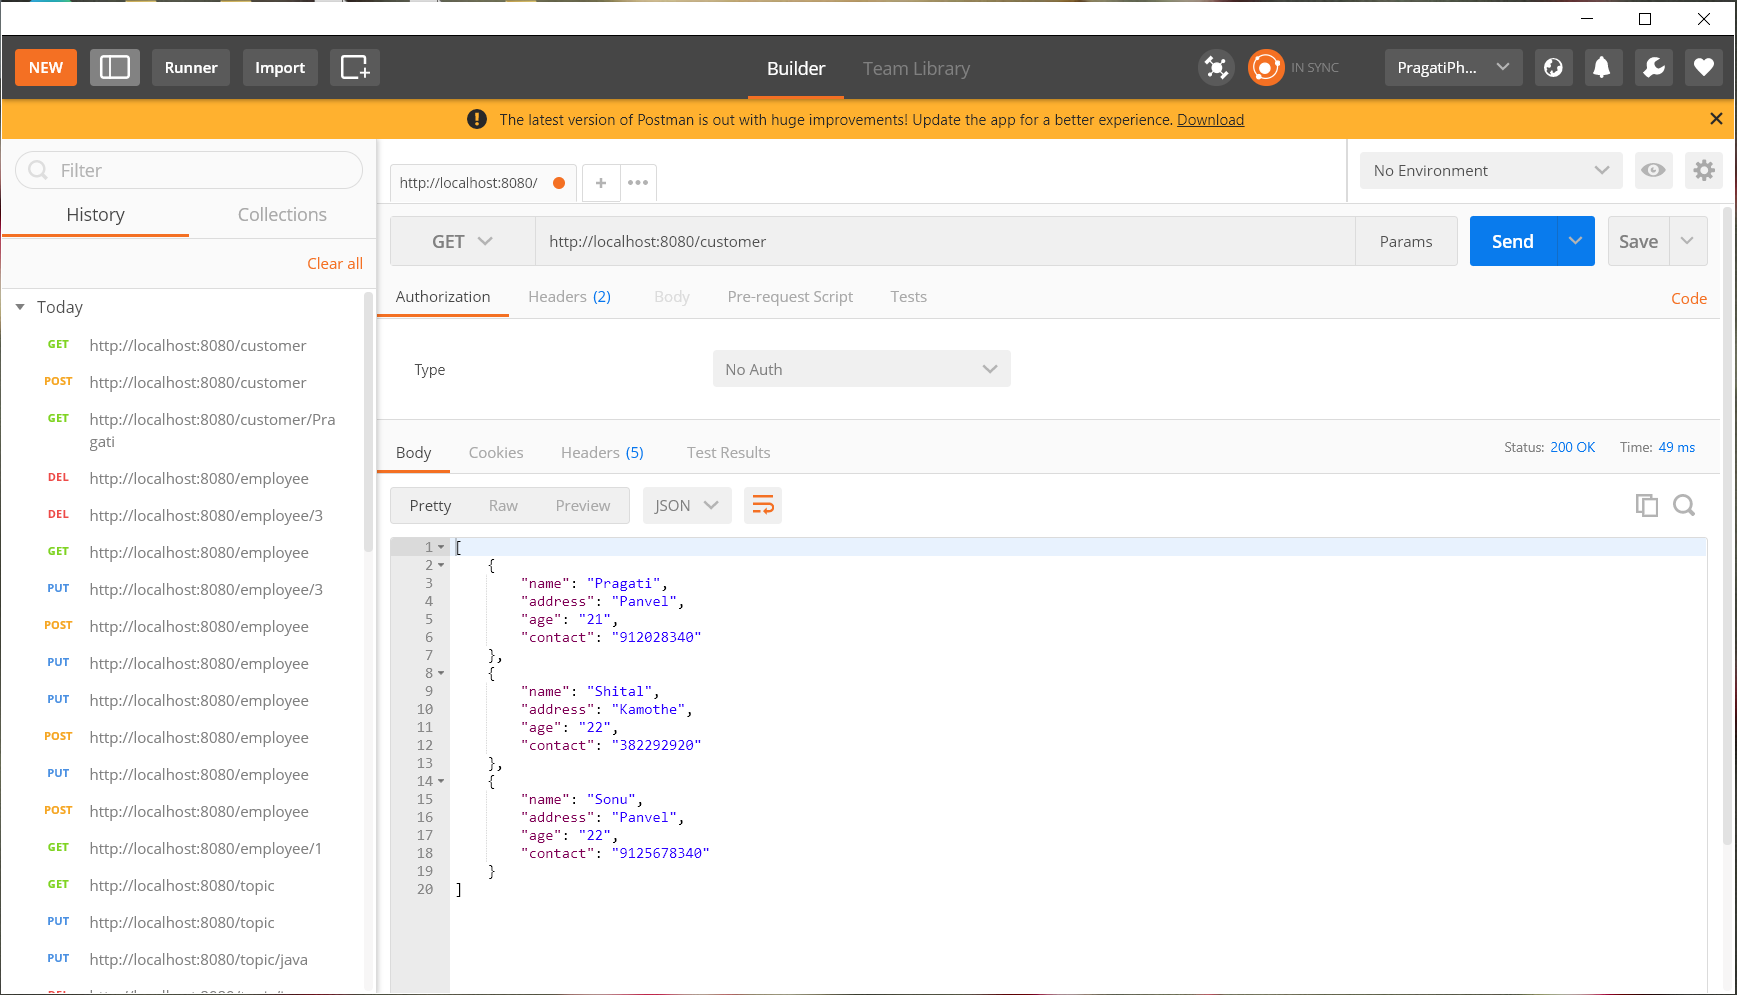 NEW
Runner
Import
Builder
Team Library
IN SYNC
PragatiPh...
The latest version of Postman is out with huge improvements! Update the app for a better experience. Download
Filter
History
Collections
Clear all
Today
GET http://localhost:8080/customer
POST http://localhost:8080/customer
GET http://localhost:8080/customer/Pra
gati
DEL http://localhost:8080/employee
DEL http://localhost:8080/employee/3
GET http://localhost:8080/employee
PUT http://localhost:8080/employee/3
POST http://localhost:8080/employee
PUT http://localhost:8080/employee
PUT http://localhost:8080/employee
POST http://localhost:8080/employee
PUT http://localhost:8080/employee
POST http://localhost:8080/employee
GET http://localhost:8080/employee/1
GET http://localhost:8080/topic
PUT http://localhost:8080/topic
PUT http://localhost:8080/topic/java
http://localhost:8080/
No Environment
GET http://localhost:8080/customer Params Send Save
Authorization Headers (2) Body Pre-request Script Tests Code
Type No Auth
Body Cookies Headers (5) Test Results Status: 200 OK Time: 49 ms
Pretty Raw Preview JSON
1 [
2 {
3 "name": "Pragati",
4 "address": "Panvel",
5 "age": "21",
6 "contact": "912028340"
7 },
8 {
9 "name": "Shital",
10 "address": "Kamothe",
11 "age": "22",
12 "contact": "382292920"
13 },
14 {
15 "name": "Sonu",
16 "address": "Panvel",
17 "age": "22",
18 "contact": "9125678340"
19 }
20 ]